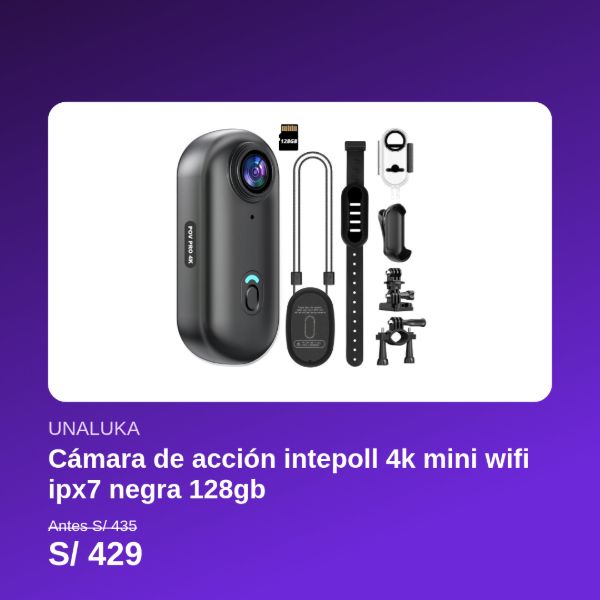 128GB
POV PRO 4K
UNALUKA
Cámara de acción intepoll 4k mini wifi
ipx7 negra 128gb
Antes S/ 435
S/ 429